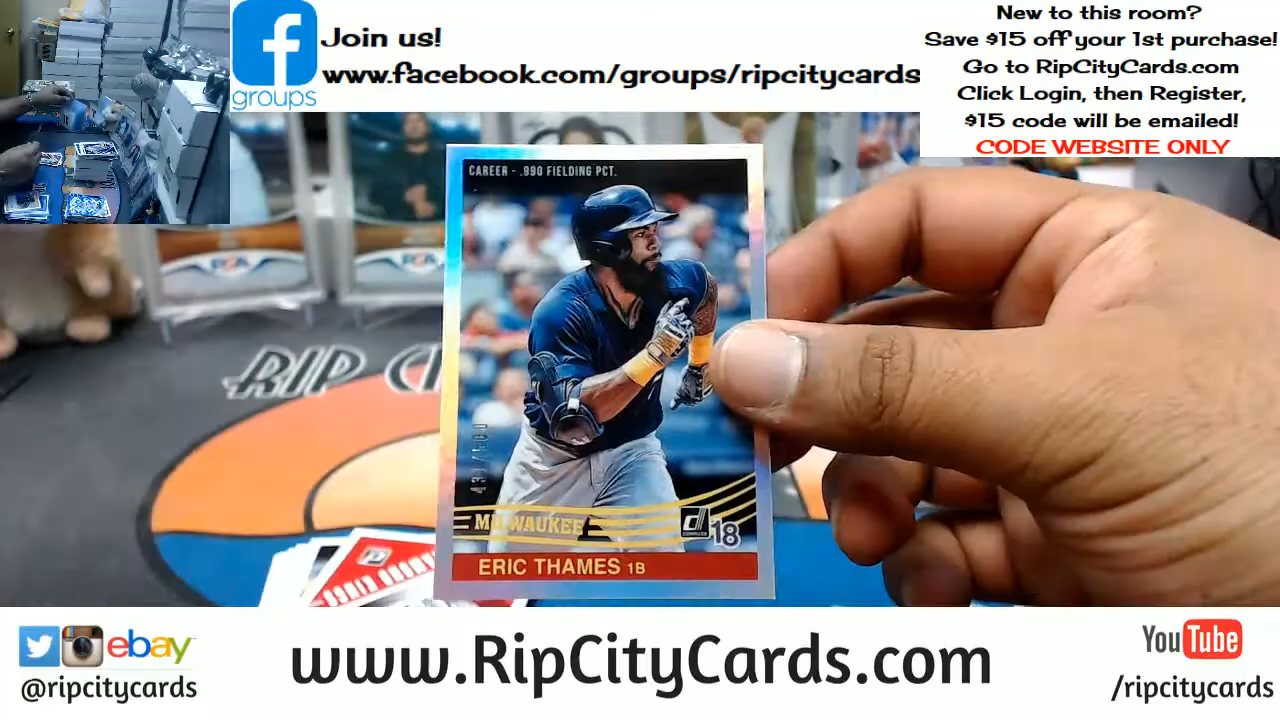 Join us!
www.facebook.com/groups/ripcitycards
groups
New to this room?
Save $15 off your 1st purchase!
Go to RipCityCards.com
Click Login, then Register,
$15 code will be emailed!
CODE WEBSITE ONLY
CAREER - .990 FIELDING PCT.
RIP CI
MILWAUKEE
18
ERIC THAMES 1B
ebay
@ripcitycards
www.RipCityCards.com
YouTube
/ripcitycards